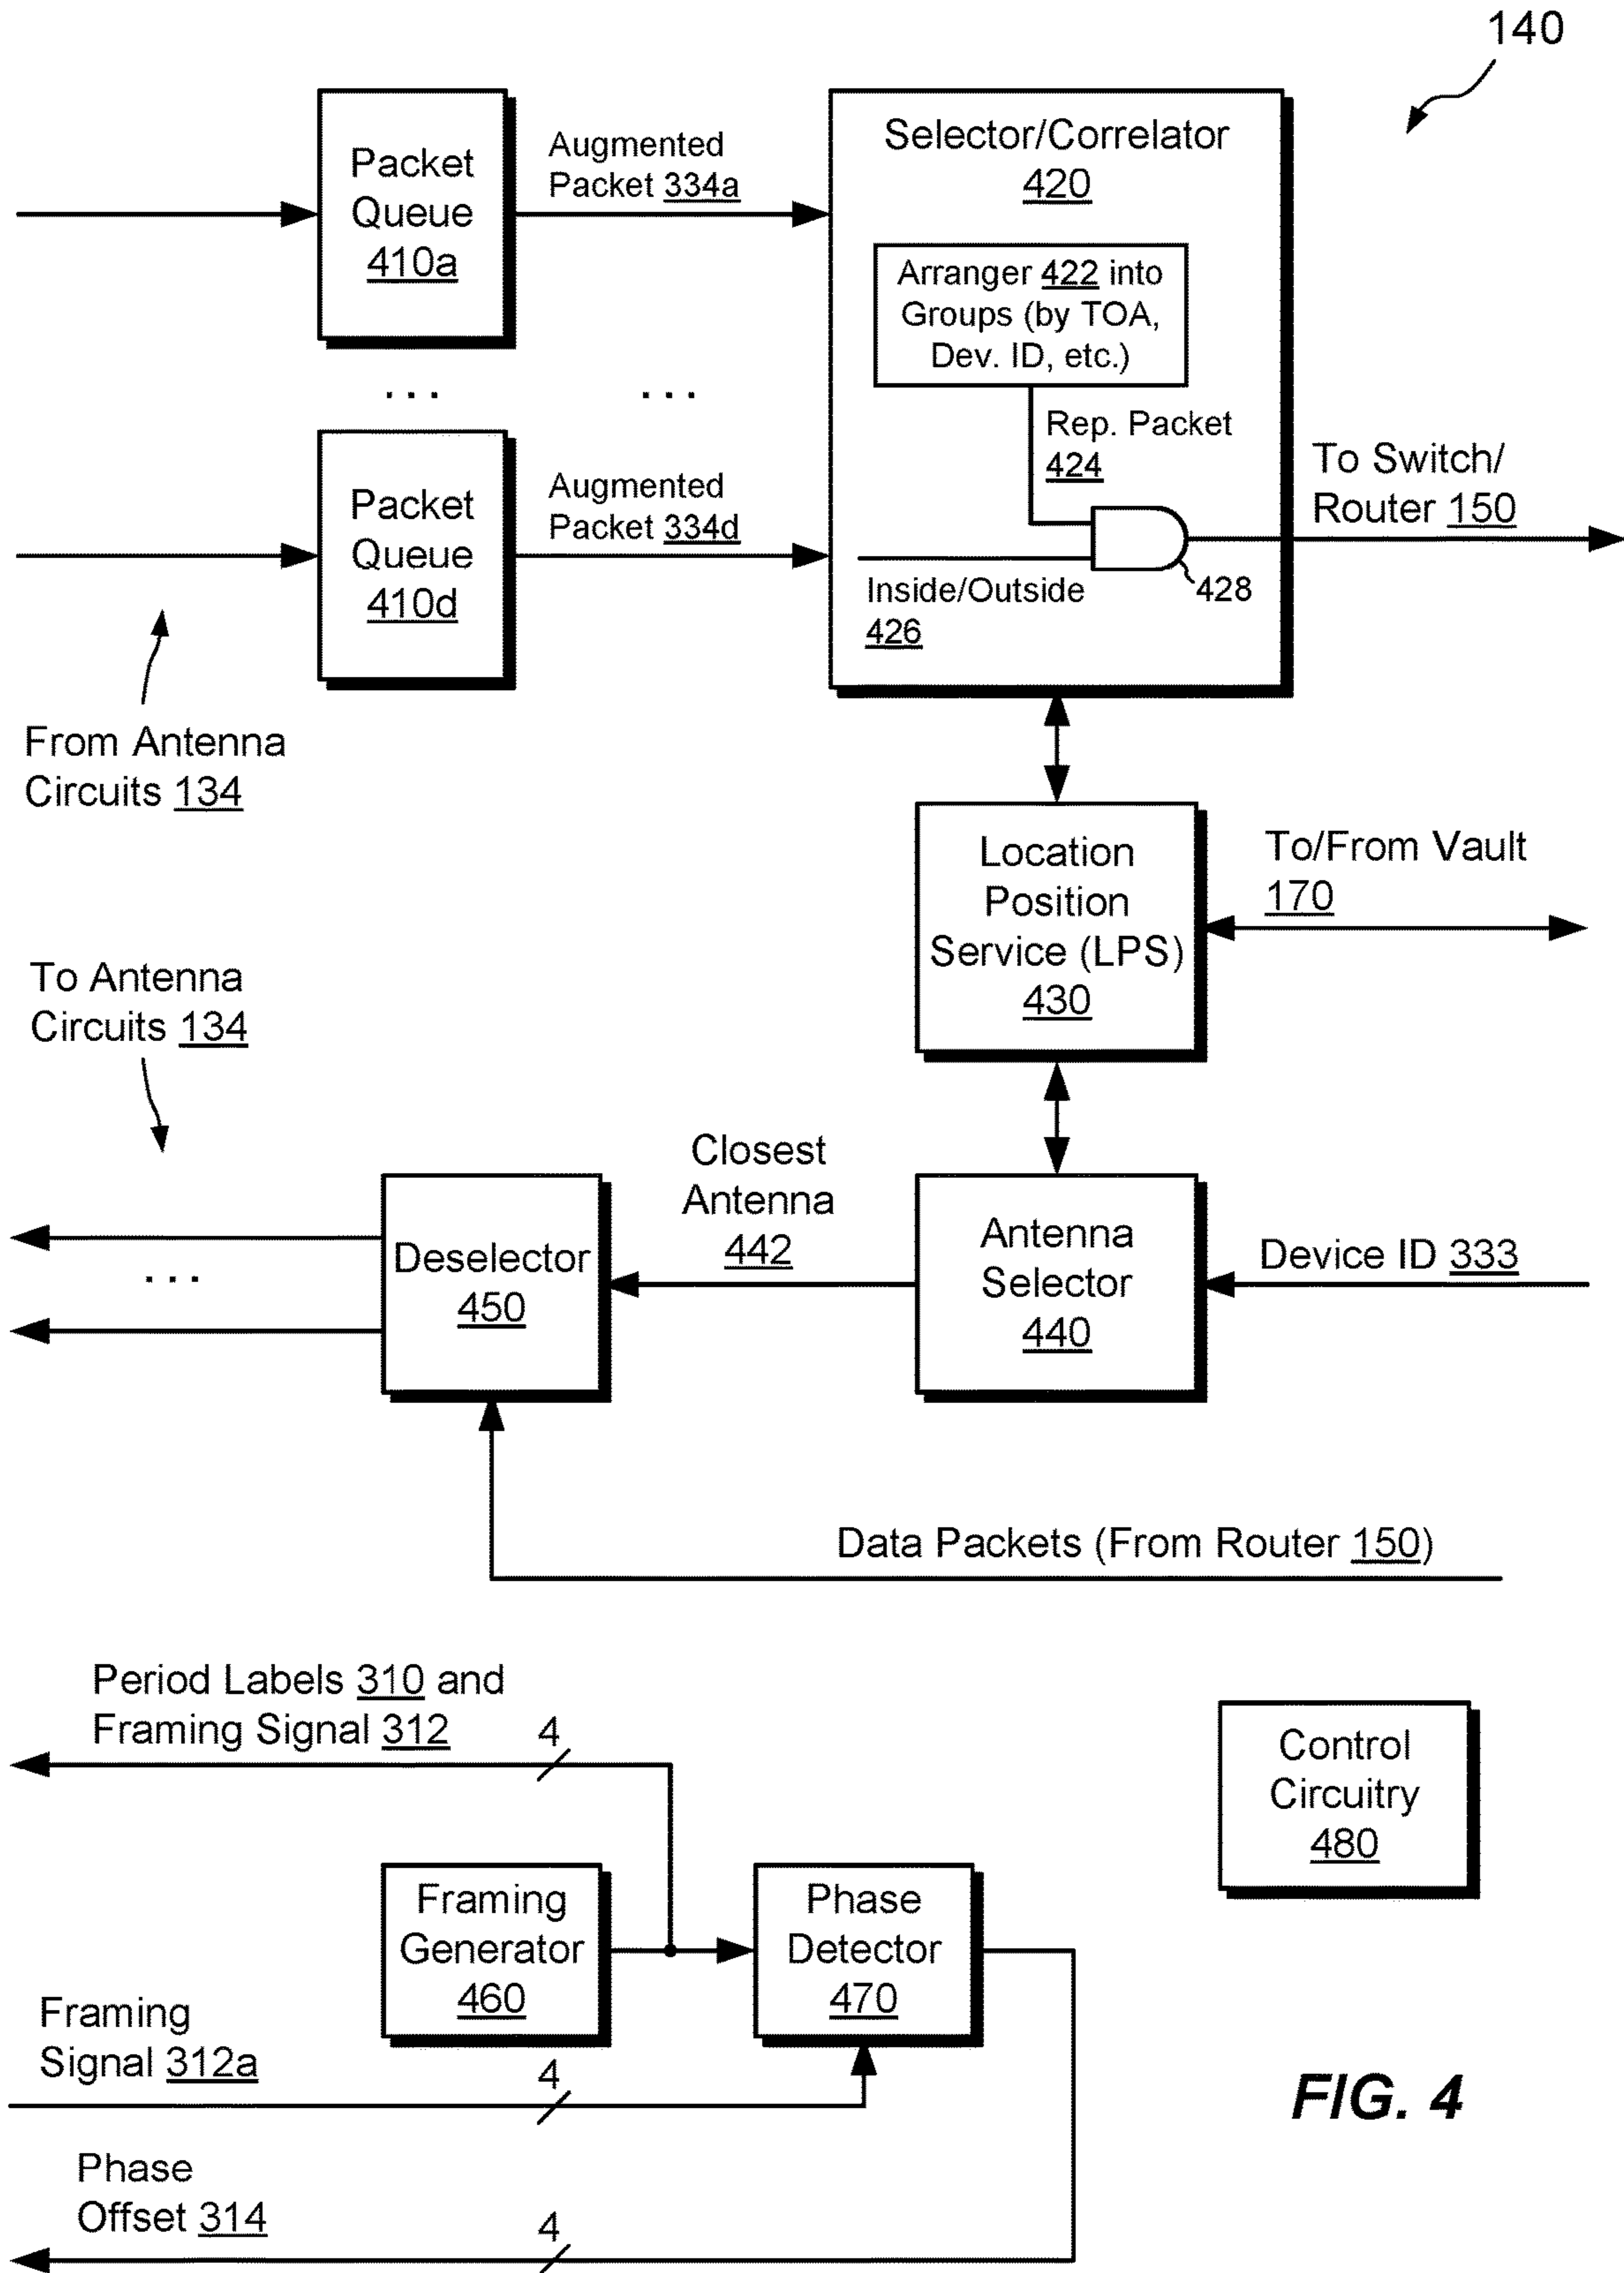 140
Packet
Queue
410a
Augmented
Packet 334a
Selector/Correlator
420
Arranger 422 into
Groups (by TOA,
Dev. ID, etc.)
. . .
. . .
Rep. Packet
424
Packet
Queue
410d
Augmented
Packet 334d
Inside/Outside
426
428
To Switch/
Router 150
From Antenna
Circuits 134
Location
Position
Service (LPS)
430
To/From Vault
170
To Antenna
Circuits 134
Closest
Antenna
442
Deselector
450
. . .
Antenna
Selector
440
Device ID 333
Data Packets (From Router 150)
Period Labels 310 and
Framing Signal 312
4
Control
Circuitry
480
Framing
Generator
460
Phase
Detector
470
Framing
Signal 312a
4
Phase
Offset 314
4
FIG. 4